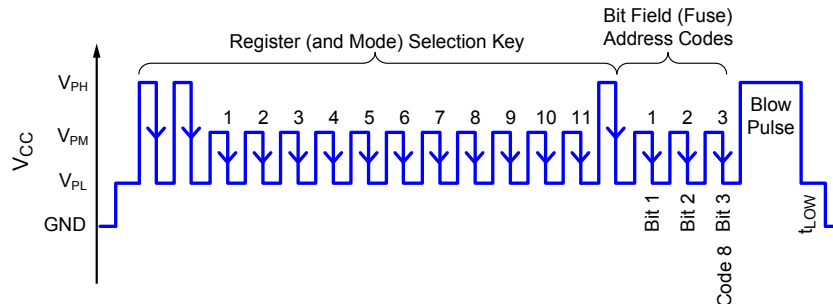 Register (and Mode) Selection Key
Bit Field (Fuse)
Address Codes
VCC
VPH
VPM
VPL
GND
1 2 3 4 5 6 7 8 9 10 11
1 2 3
Blow
Pulse
Bit 1
Bit 2
Bit 3
Code 8
tLOW